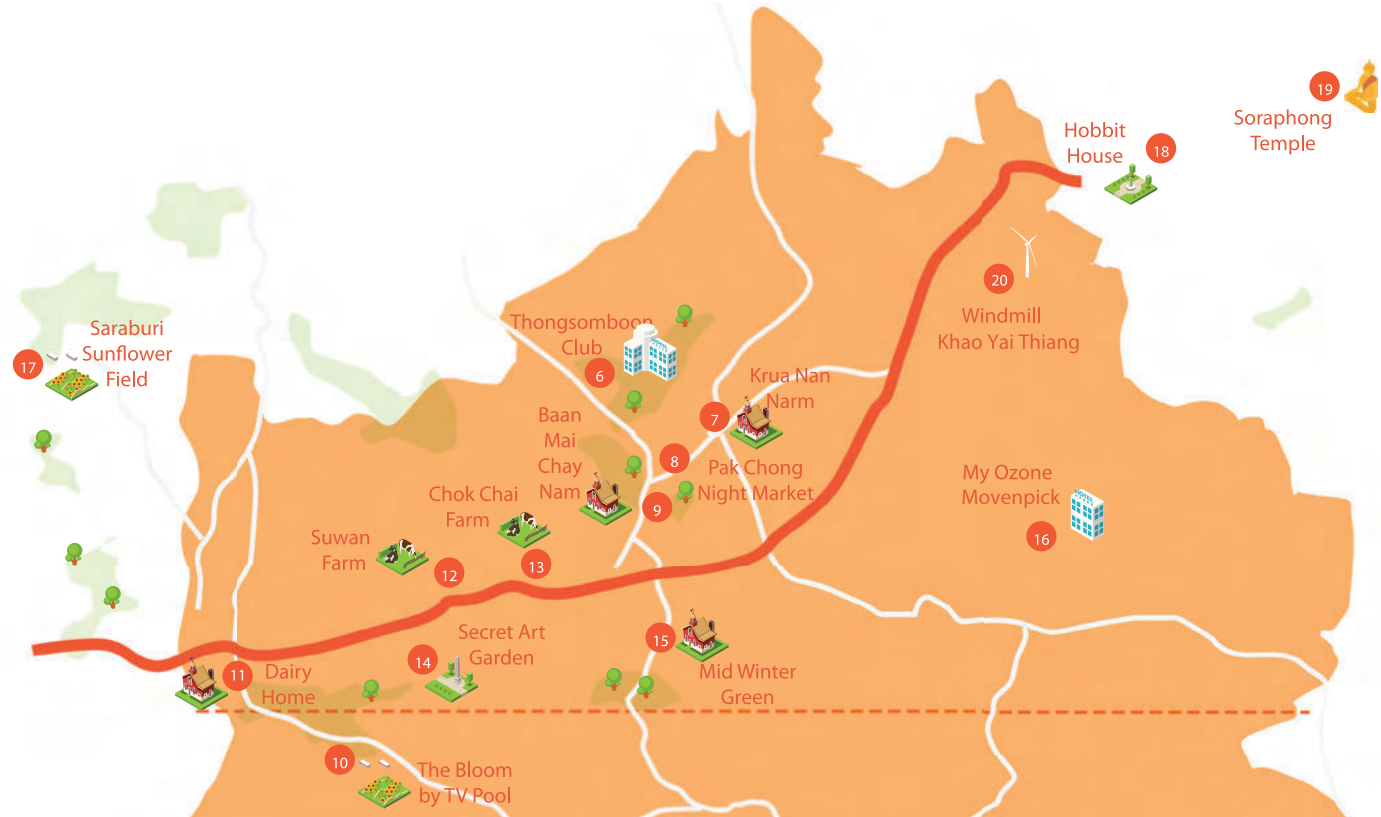 19
Soraphong
Temple
Hobbit
House
18
20
Windmill
Khao Yai Thiang
Saraburi
Sunflower
Field
17
Thongsomboon
Club
6
HOTEL
Krua Nan
Narm
7
Baan
Mai
Chay
Nam
8
Pak Chong
Night Market
9
My Ozone
Movenpick
HOTEL
16
Chok Chai
Farm
13
Suwan
Farm
12
Secret Art
Garden
14
15
Mid Winter
Green
11
Dairy
Home
10
The Bloom
by TV Pool